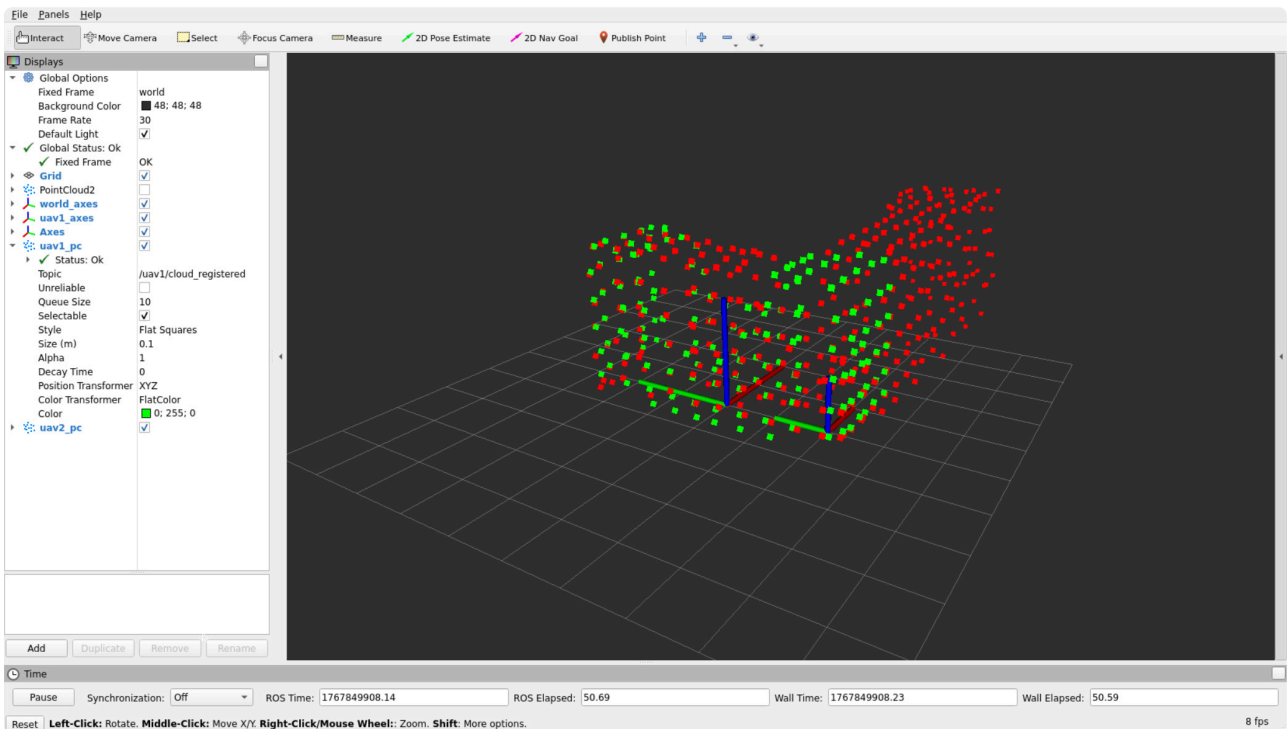 File Panels Help
Interact Move Camera Select Focus Camera Measure 2D Pose Estimate 2D Nav Goal Publish Point
Displays
Global Options
Fixed Frame world
Background Color 48; 48; 48
Frame Rate 30
Default Light
Global Status: Ok
Fixed Frame OK
Grid
PointCloud2
world_axes
uav1_axes
Axes
uav1_pc
Status: Ok
Topic /uav1/cloud_registered
Unreliable
Queue Size 10
Selectable
Style Flat Squares
Size (m) 0.1
Alpha 1
Decay Time 0
Position Transformer XYZ
Color Transformer FlatColor
Color 0; 255; 0
uav2_pc
Add Duplicate Remove Rename
Time
Pause Synchronization: Off ROS Time: 1767849908.14 ROS Elapsed: 50.69 Wall Time: 1767849908.23 Wall Elapsed: 50.59
Reset Left-Click: Rotate. Middle-Click: Move X/Y. Right-Click/Mouse Wheel:: Zoom. Shift: More options. 8 fps